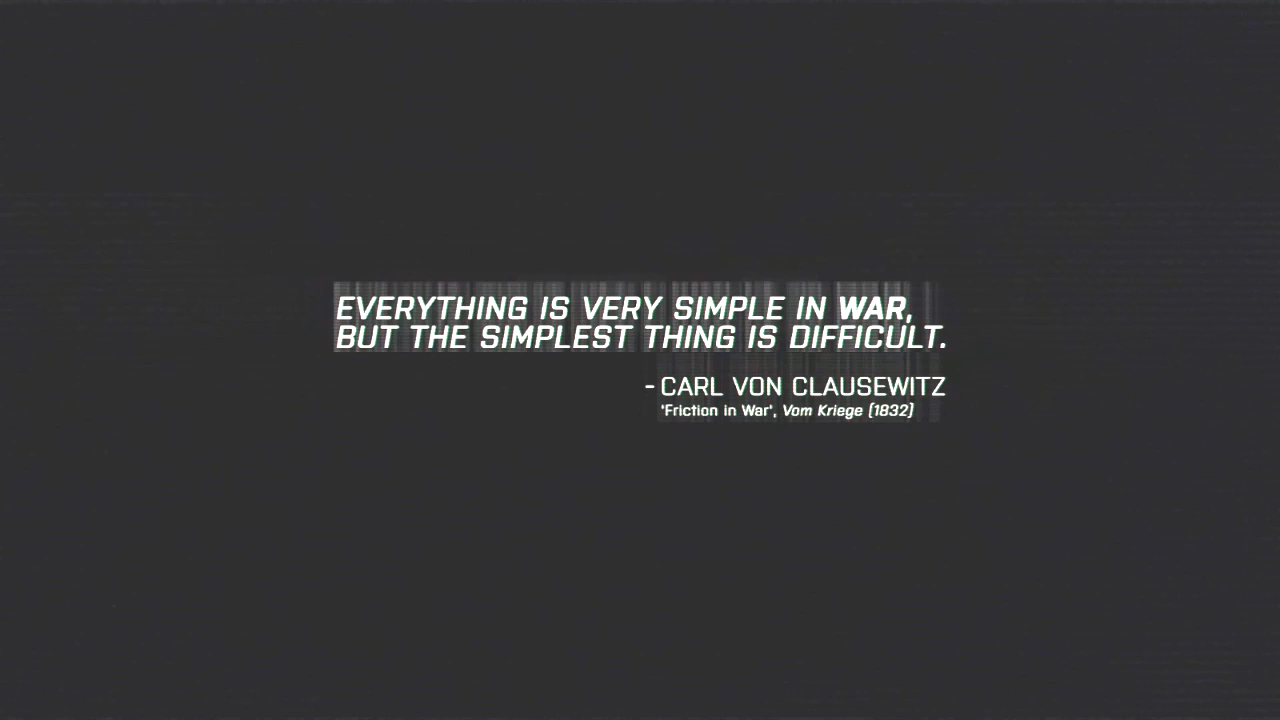 EVERYTHING IS VERY SIMPLE IN WAR,
BUT THE SIMPLEST THING IS DIFFICULT.
- CARL VON CLAUSEWITZ
'Friction in War', Vom Kriege (1832)